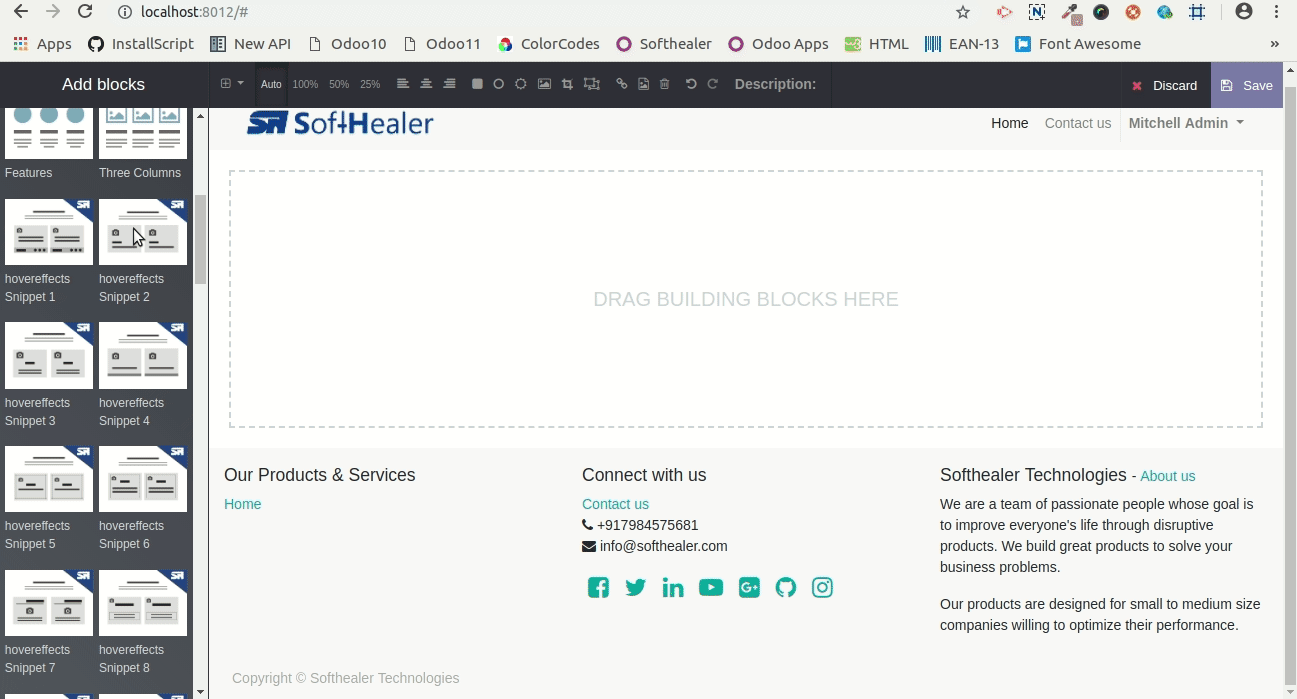 localhost:8012/#
Apps InstallScript New API Odoo10 Odoo11 ColorCodes Softhealer Odoo Apps HTML EAN-13 Font Awesome »
Add blocks Auto 100% 50% 25% Description: Discard Save
SoftHealer Home Contact us Mitchell Admin
Features Three Columns
hovereffects Snippet 1
hovereffects Snippet 2
hovereffects Snippet 3
hovereffects Snippet 4
hovereffects Snippet 5
hovereffects Snippet 6
hovereffects Snippet 7
hovereffects Snippet 8
DRAG BUILDING BLOCKS HERE
Our Products & Services
Home
Connect with us
Contact us
+917984575681
info@softhealer.com
Softhealer Technologies - About us
We are a team of passionate people whose goal is
to improve everyone's life through disruptive
products. We build great products to solve your
business problems.
Our products are designed for small to medium size
companies willing to optimize their performance.
Copyright © Softhealer Technologies